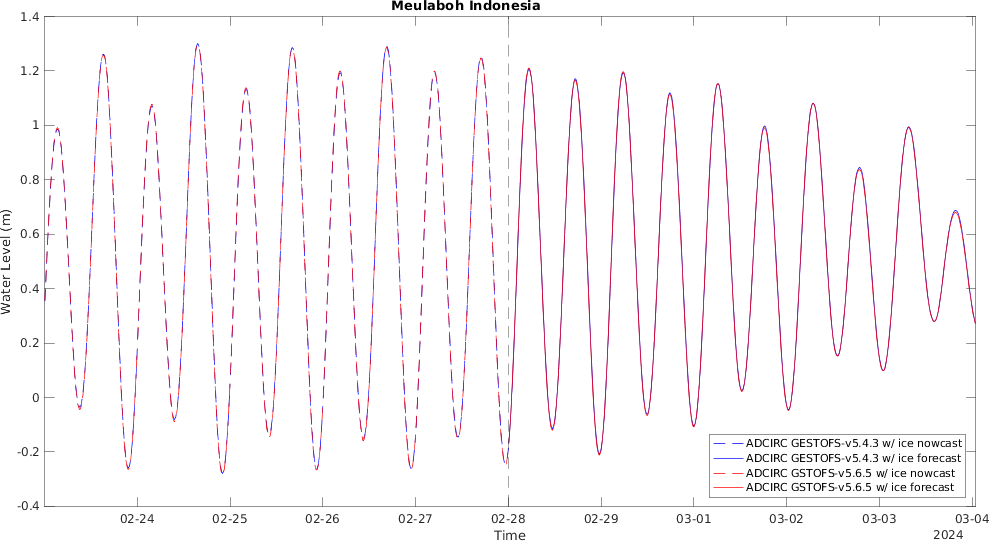 Meulaboh Indonesia
1.4
1.2
1
0.8
0.6
0.4
0.2
0
-0.2
-0.4
Water Level (m)
ADCIRC GESTOFS-v5.4.3 w/ ice nowcast
ADCIRC GESTOFS-v5.4.3 w/ ice forecast
ADCIRC GSTOFS-v5.6.5 w/ ice nowcast
ADCIRC GSTOFS-v5.6.5 w/ ice forecast
02-24 02-25 02-26 02-27 02-28 02-29 03-01 03-02 03-03 03-04
Time
2024